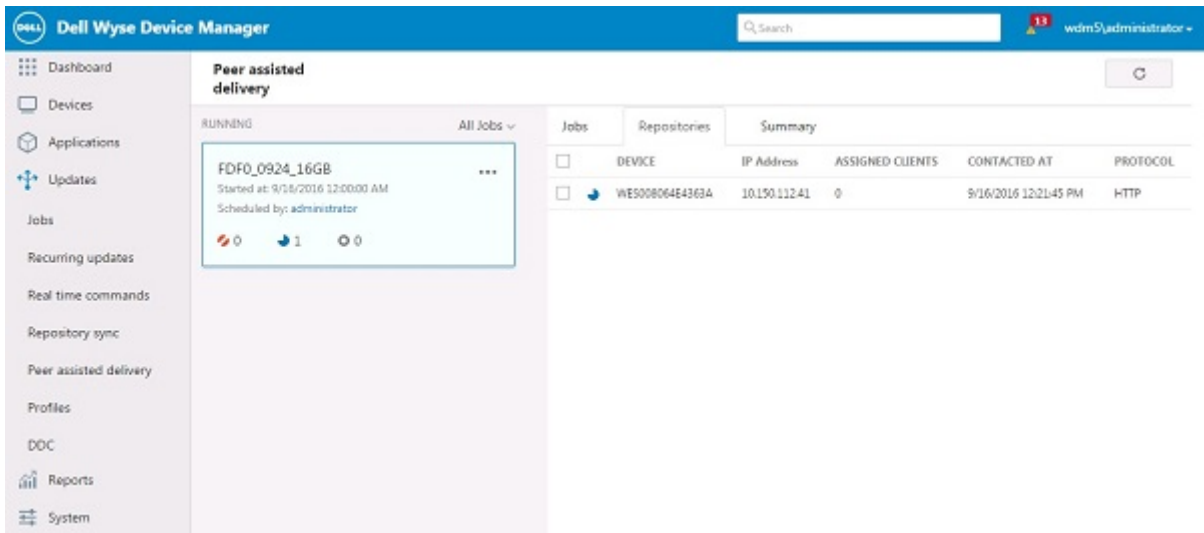 DELL
Dell Wyse Device Manager
Search
13
wdm5\administrator
Dashboard
Devices
Applications
Updates
Jobs
Recurring updates
Real time commands
Repository sync
Peer assisted delivery
Profiles
DDC
Reports
System
Peer assisted
delivery
RUNNING
All Jobs
FDF0_0924_16GB
...
Started at: 9/16/2016 12:00:00 AM
Scheduled by: administrator
0 1 0
Jobs Repositories Summary
DEVICE IP Address ASSIGNED CLIENTS CONTACTED AT PROTOCOL
WES008064E4363A 10.150.112.41 0 9/16/2016 12:21:45 PM HTTP